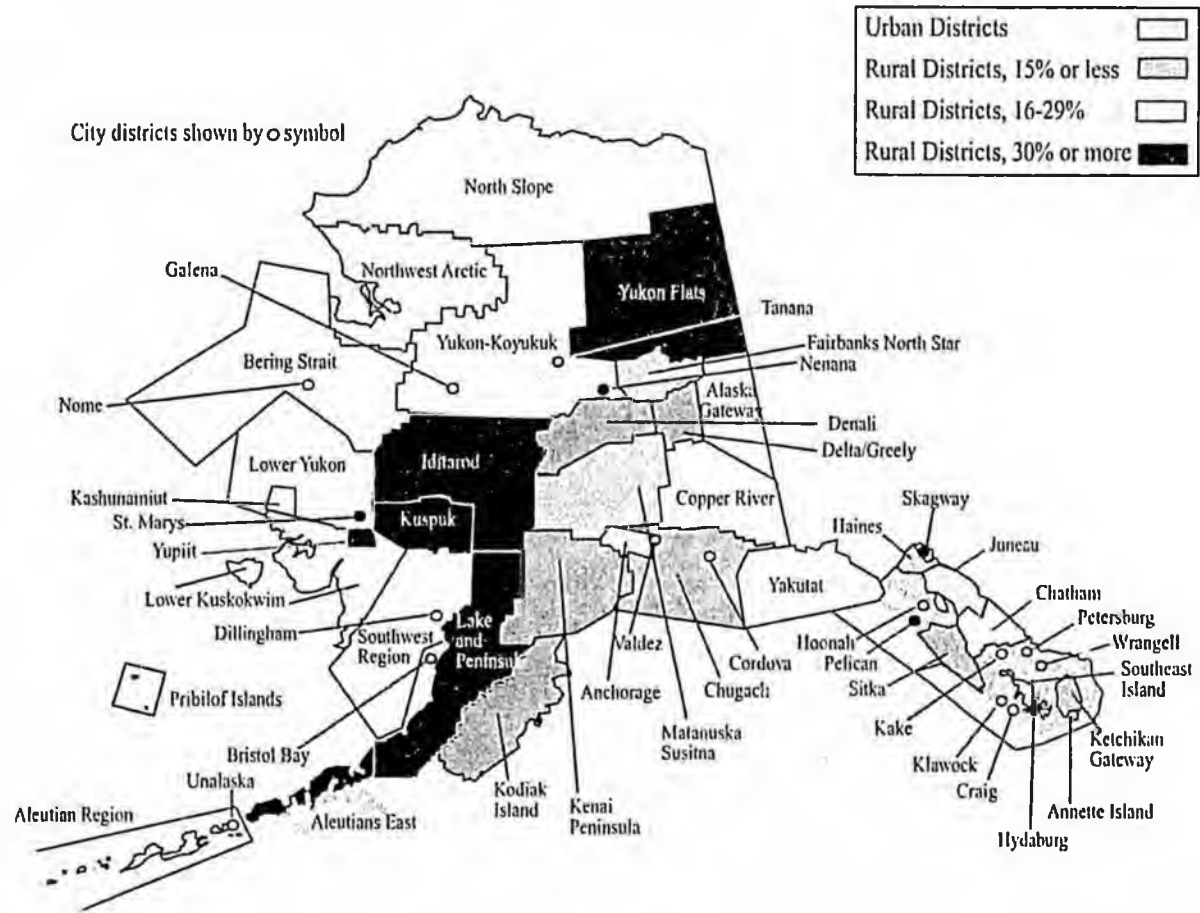 Urban Districts
Rural Districts, 15% or less
Rural Districts, 16-29%
Rural Districts, 30% or more
City districts shown by o symbol
North Slope
Northwest Arctic
Galena
Yukon Flats
Tanana
Yukon-Koyukuk
Fairbanks North Star
Nenana
Bering Strait
Nome
Alaska
Gateway
Denali
Delta/Greely
Lower Yukon
Iditarod
Kashunamiut
St. Marys
Kuspuk
Copper River
Skagway
Haines
Juneau
Yupiit
Lower Kuskokwim
Yakutat
Chatham
Petersburg
Dillingham
Southwest
Region
Lake
and
Peninsul
Valdez
Cordova
Hoonah
Pelican
Sitka
Wrangell
Southeast
Island
Anchorage
Chugach
Pribilof Islands
Kake
Matanuska
Susitna
Ketchikan
Gateway
Bristol Bay
Klawock
Craig
Annette Island
Unalaska
Kodiak
Island
Kenai
Peninsula
Aleutian Region
Aleutians East
Hydaburg